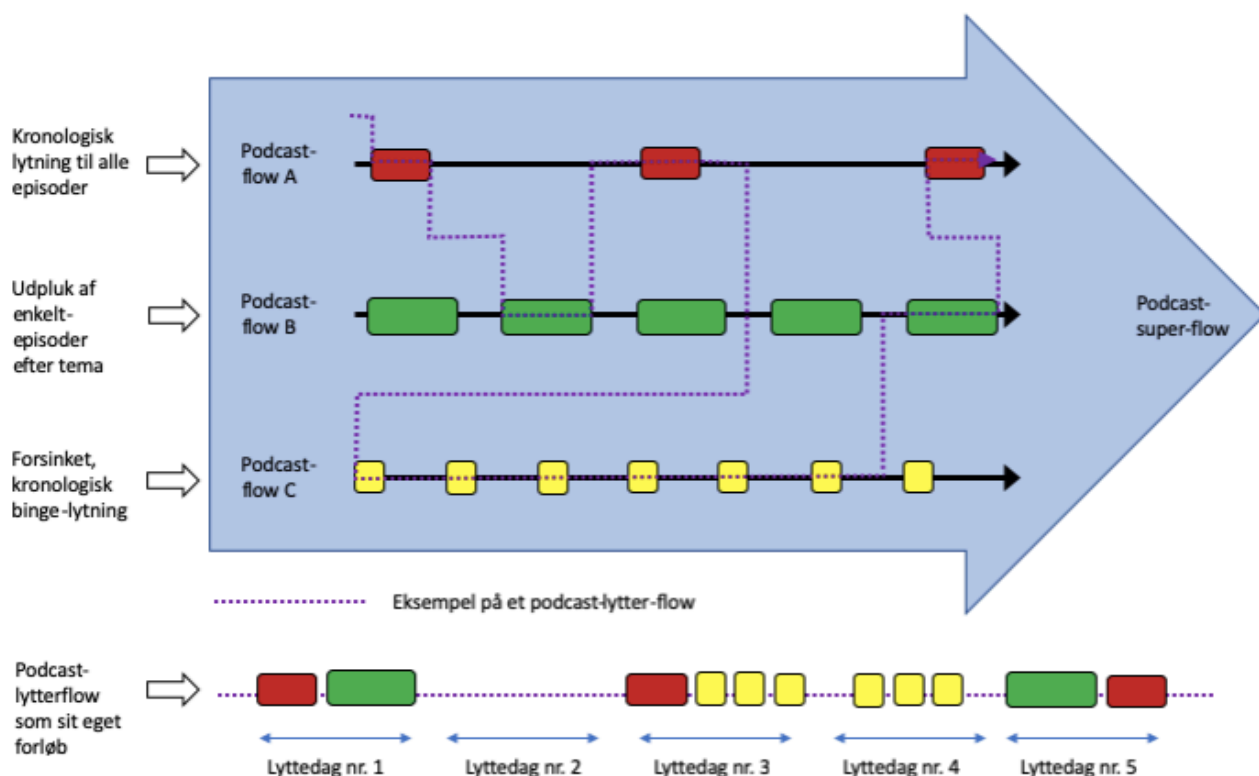 Kronologisk
lytning til alle
episoder
Podcast-
flow A
Udpluk af
enkelt-
episoder
efter tema
Podcast-
flow B
Podcast-
super-flow
Forsinket,
kronologisk
binge-lytning
Podcast-
flow C
Eksempel på et podcast-lytter-flow
Podcast-
lytterflow
som sit eget
forløb
Lyttedag nr. 1
Lyttedag nr. 2
Lyttedag nr. 3
Lyttedag nr. 4
Lyttedag nr. 5